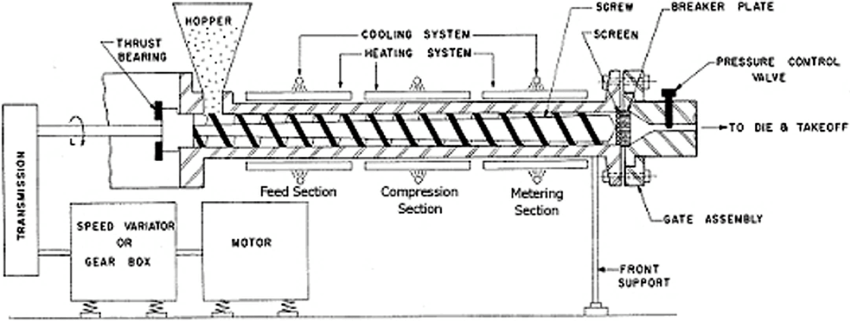 HOPPER
SCREW
BREAKER PLATE
COOLING SYSTEM
SCREEN
THRUST
BEARING
HEATING SYSTEM
PRESSURE CONTROL
VALVE
TO DIE & TAKEOFF
TRANSMISSION
Feed Section
Compression
Section
Metering
Section
GATE ASSEMBLY
SPEED VARIATOR
OR
GEAR BOX
MOTOR
FRONT
SUPPORT